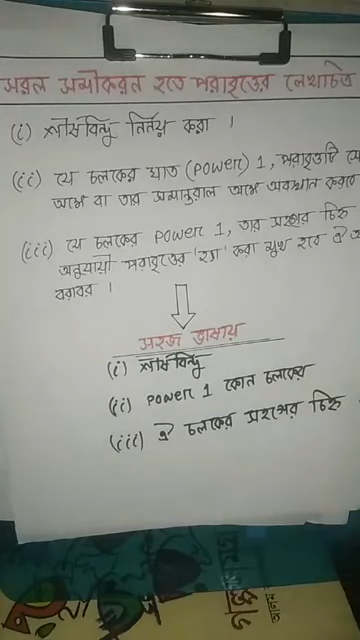 সরল সমীকরন হতে পরাবৃত্তের লেখচিত্র
(i) শীর্ষবিন্দু নির্নয় করা ।
(ii) যে চলকের ঘাত (Power) 1, পরাবৃত্তটি সে
অক্ষে বা তার সমান্তরাল অক্ষে অবস্থান করবে
(iii) যে চলকের Power 1, তার সহগের চিহ্ন
অনুযায়ী পরাবৃত্তের 'হা' করা মুখ হবে ঐ অ
বরাবর ।
সহজ ভাষায়
(i) শীর্ষবিন্দু
(ii) Power 1 কোন চলকের
(iii) ঐ চলকের সহগের চিহ্ন